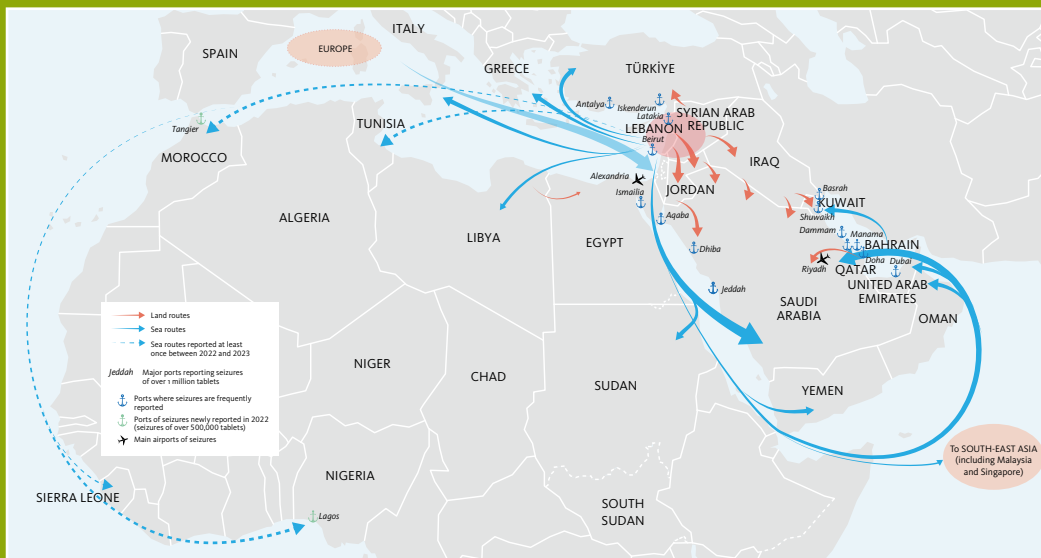 ITALY
SPAIN
EUROPE
GREECE
TÜRKİYE
Antalya
Iskenderun
Latakia
SYRIAN ARAB
REPUBLIC
LEBANON
Beirut
Tangier
TUNISIA
MOROCCO
IRAQ
Alexandria
Ismailia
JORDAN
Basrah
KUWAIT
Shuwaikh
ALGERIA
LIBYA
EGYPT
Aqaba
Dhiba
Dammam
Manama
BAHRAIN
Riyadh
Doha
Dubai
QATAR
UNITED ARAB
EMIRATES
Jeddah
SAUDI
ARABIA
OMAN
Land routes
Sea routes
Sea routes reported at least
once between 2022 and 2023
Jeddah
Major ports reporting seizures
of over 1 million tablets
Ports where seizures are frequently
reported
Ports of seizures newly reported in 2022
(seizures of over 500,000 tablets)
Main airports of seizures
NIGER
CHAD
SUDAN
YEMEN
To SOUTH-EAST ASIA
(including Malaysia
and Singapore)
NIGERIA
SIERRA LEONE
Lagos
SOUTH
SUDAN